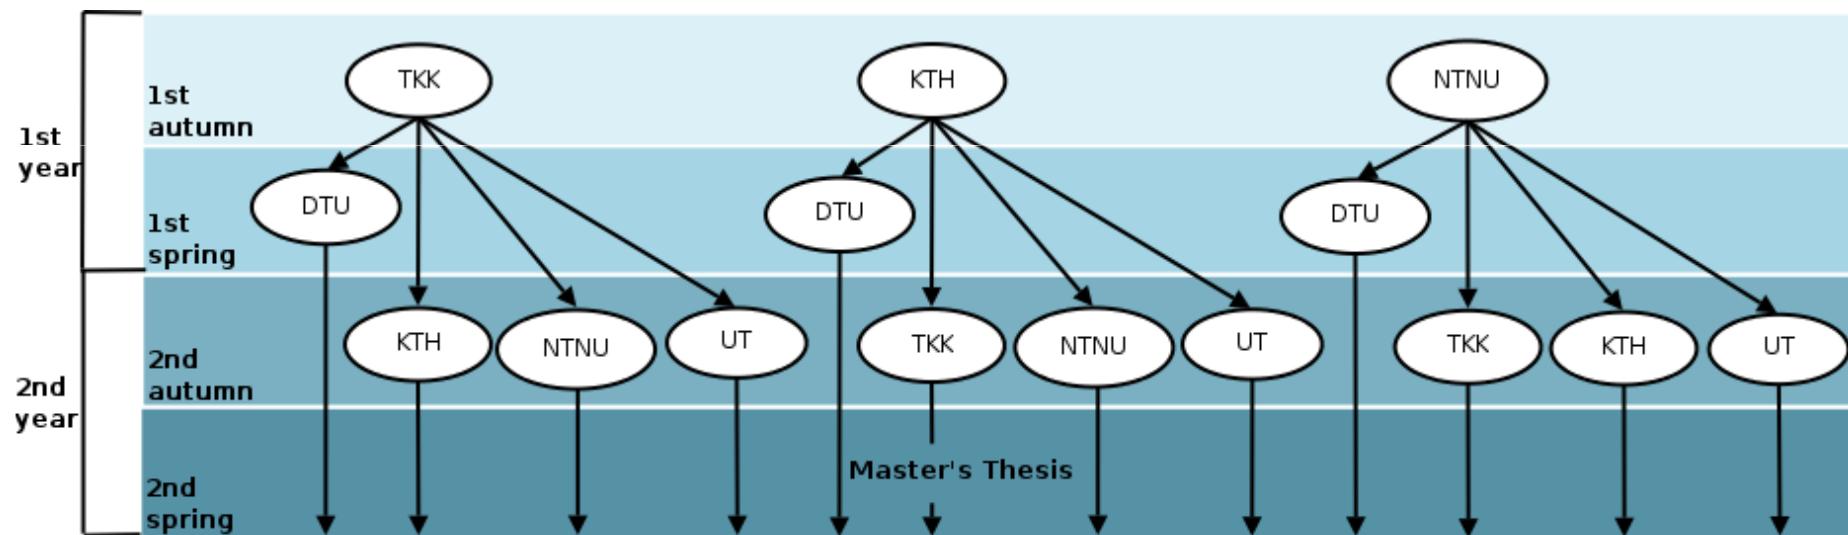 TKK
KTH
NTNU
1st
autumn
1st
year
DTU
DTU
DTU
1st
spring
KTH
NTNU
UT
TKK
NTNU
UT
TKK
KTH
UT
2nd
autumn
2nd
year
Master's Thesis
2nd
spring